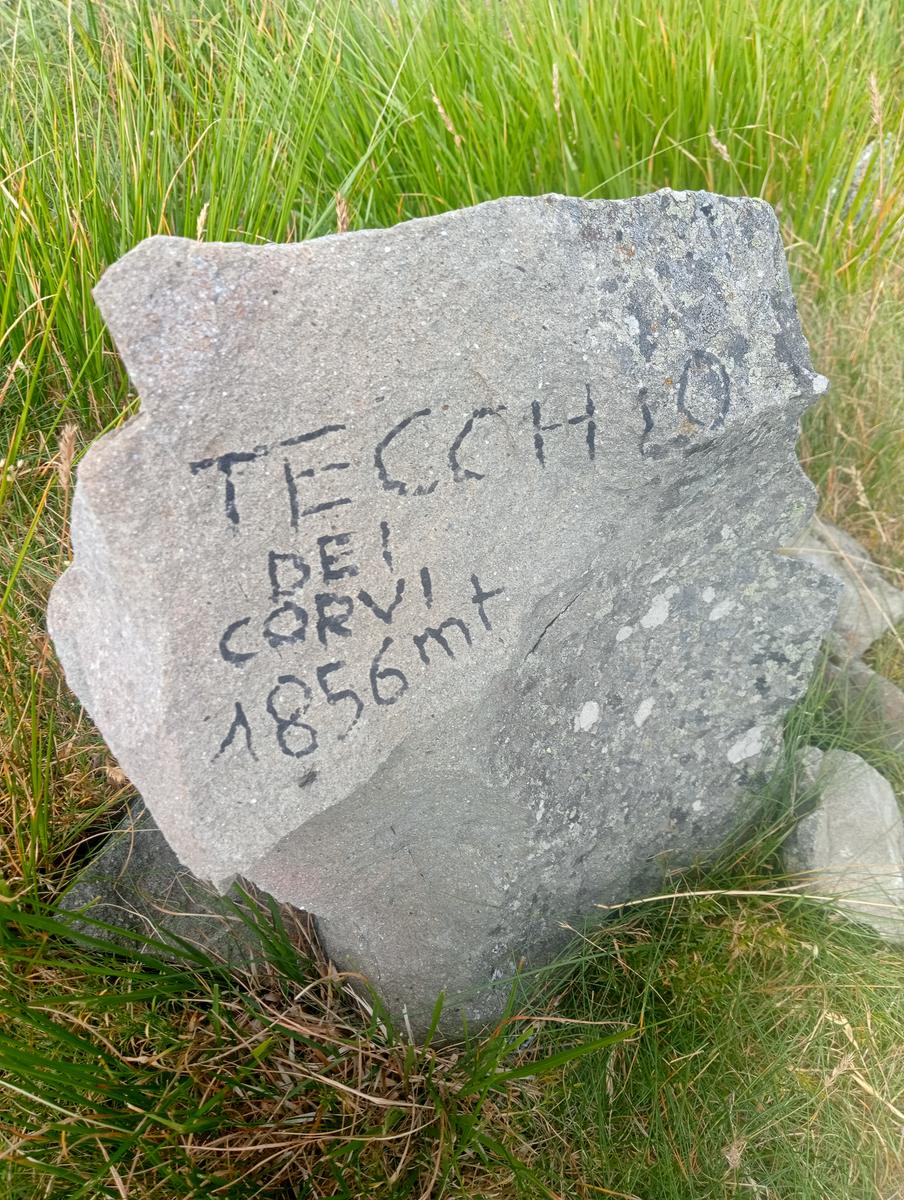 TECCHIO
DEI
CORVI
1856mt